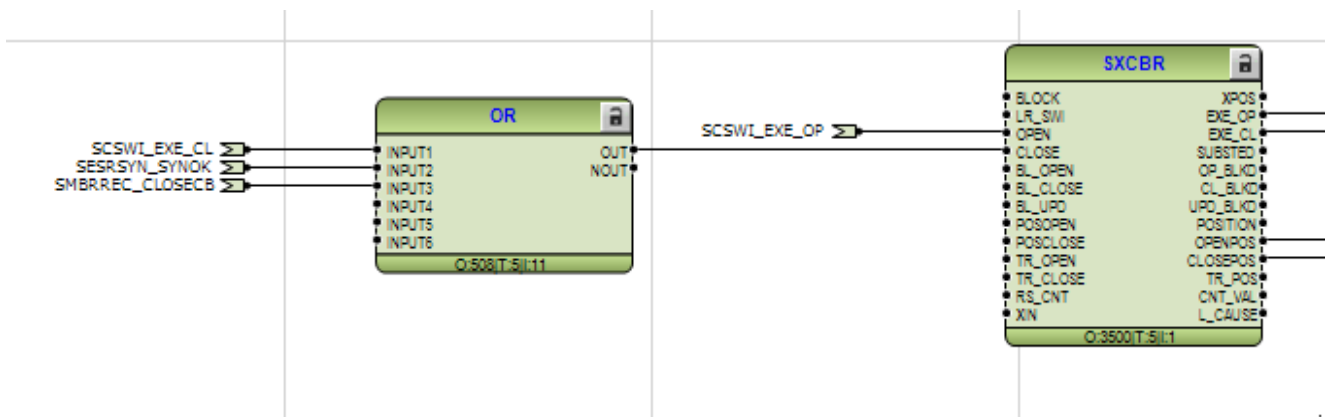 SXCBR
OR
BLOCK XPOS
LR_SWI EXE_OP
SCSWI_EXE_OP OPEN EXE_CL
SCSWI_EXE_CL INPUT1 OUT CLOSE SUBSTED
SESRSYN_SYNOK INPUT2 NOUT BL_OPEN OP_BLKD
SMBRREC_CLOSECB INPUT3 BL_CLOSE CL_BLKD
INPUT4 BL_UPD UPD_BLKD
INPUT5 POSOPEN POSITION
INPUT6 POSCLOSE OPENPOS
O:508|T:5|I:11 TR_OPEN CLOSEPOS
TR_CLOSE TR_POS
RS_CNT CNT_VAL
XIN L_CAUSE
O:3500|T:5|I:1